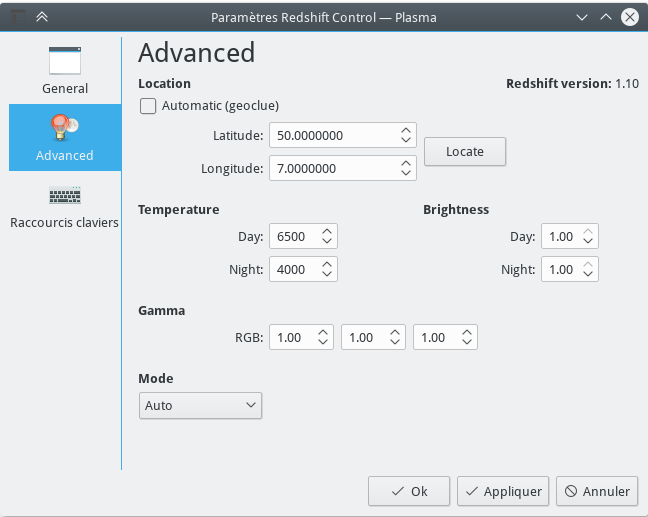 Paramètres Redshift Control — Plasma
General
Advanced
Raccourcis claviers
Advanced
Location
Redshift version: 1.10
Automatic (geoclue)
Latitude: 50.0000000
Longitude: 7.0000000
Locate
Temperature
Day: 6500
Night: 4000
Brightness
Day: 1.00
Night: 1.00
Gamma
RGB: 1.00 1.00 1.00
Mode
Auto
Ok Appliquer Annuler